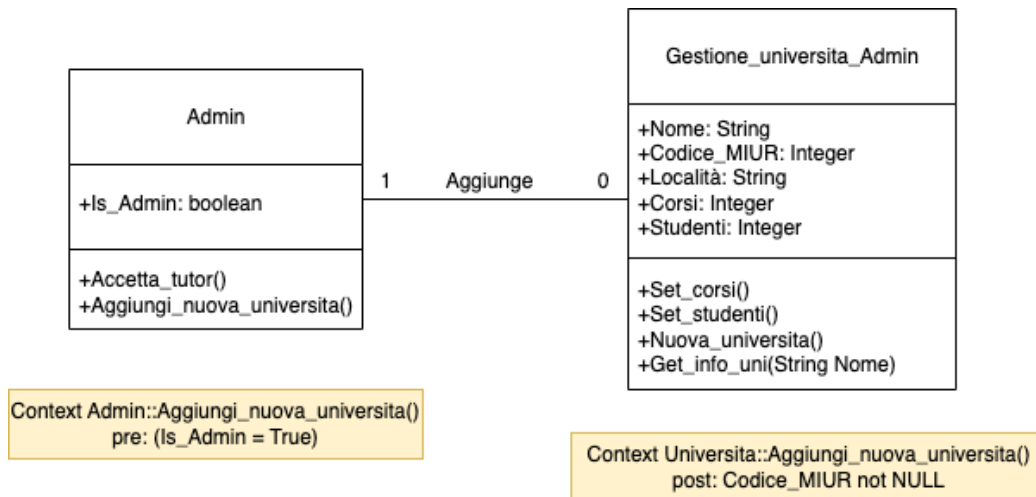 Admin
+Is_Admin: boolean
+Accetta_tutor()
+Aggiungi_nuova_universita()
1
Aggiunge
0
Gestione_universita_Admin
+Nome: String
+Codice_MIUR: Integer
+Località: String
+Corsi: Integer
+Studenti: Integer
+Set_corsi()
+Set_studenti()
+Nuova_universita()
+Get_info_uni(String Nome)
Context Admin::Aggiungi_nuova_universita()
pre: (Is_Admin = True)
Context Universita::Aggiungi_nuova_universita()
post: Codice_MIUR not NULL